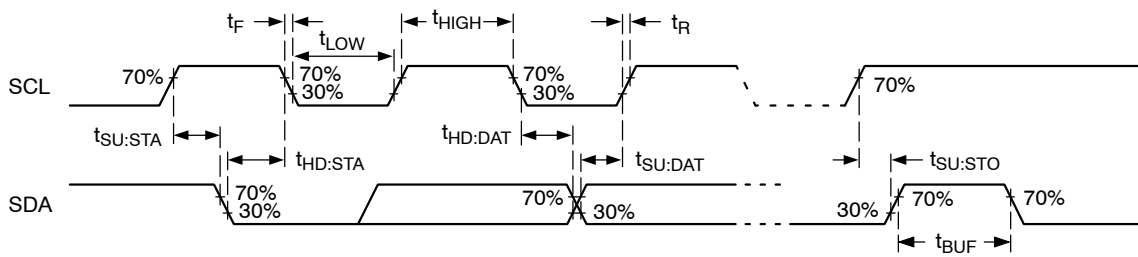 tF
tLOW
tHIGH
tR
SCL
70%
70%
30%
70%
30%
70%
tSU:STA
tHD:STA
tHD:DAT
tSU:DAT
tSU:STO
SDA
70%
30%
70%
30%
30%
70%
70%
tBUF